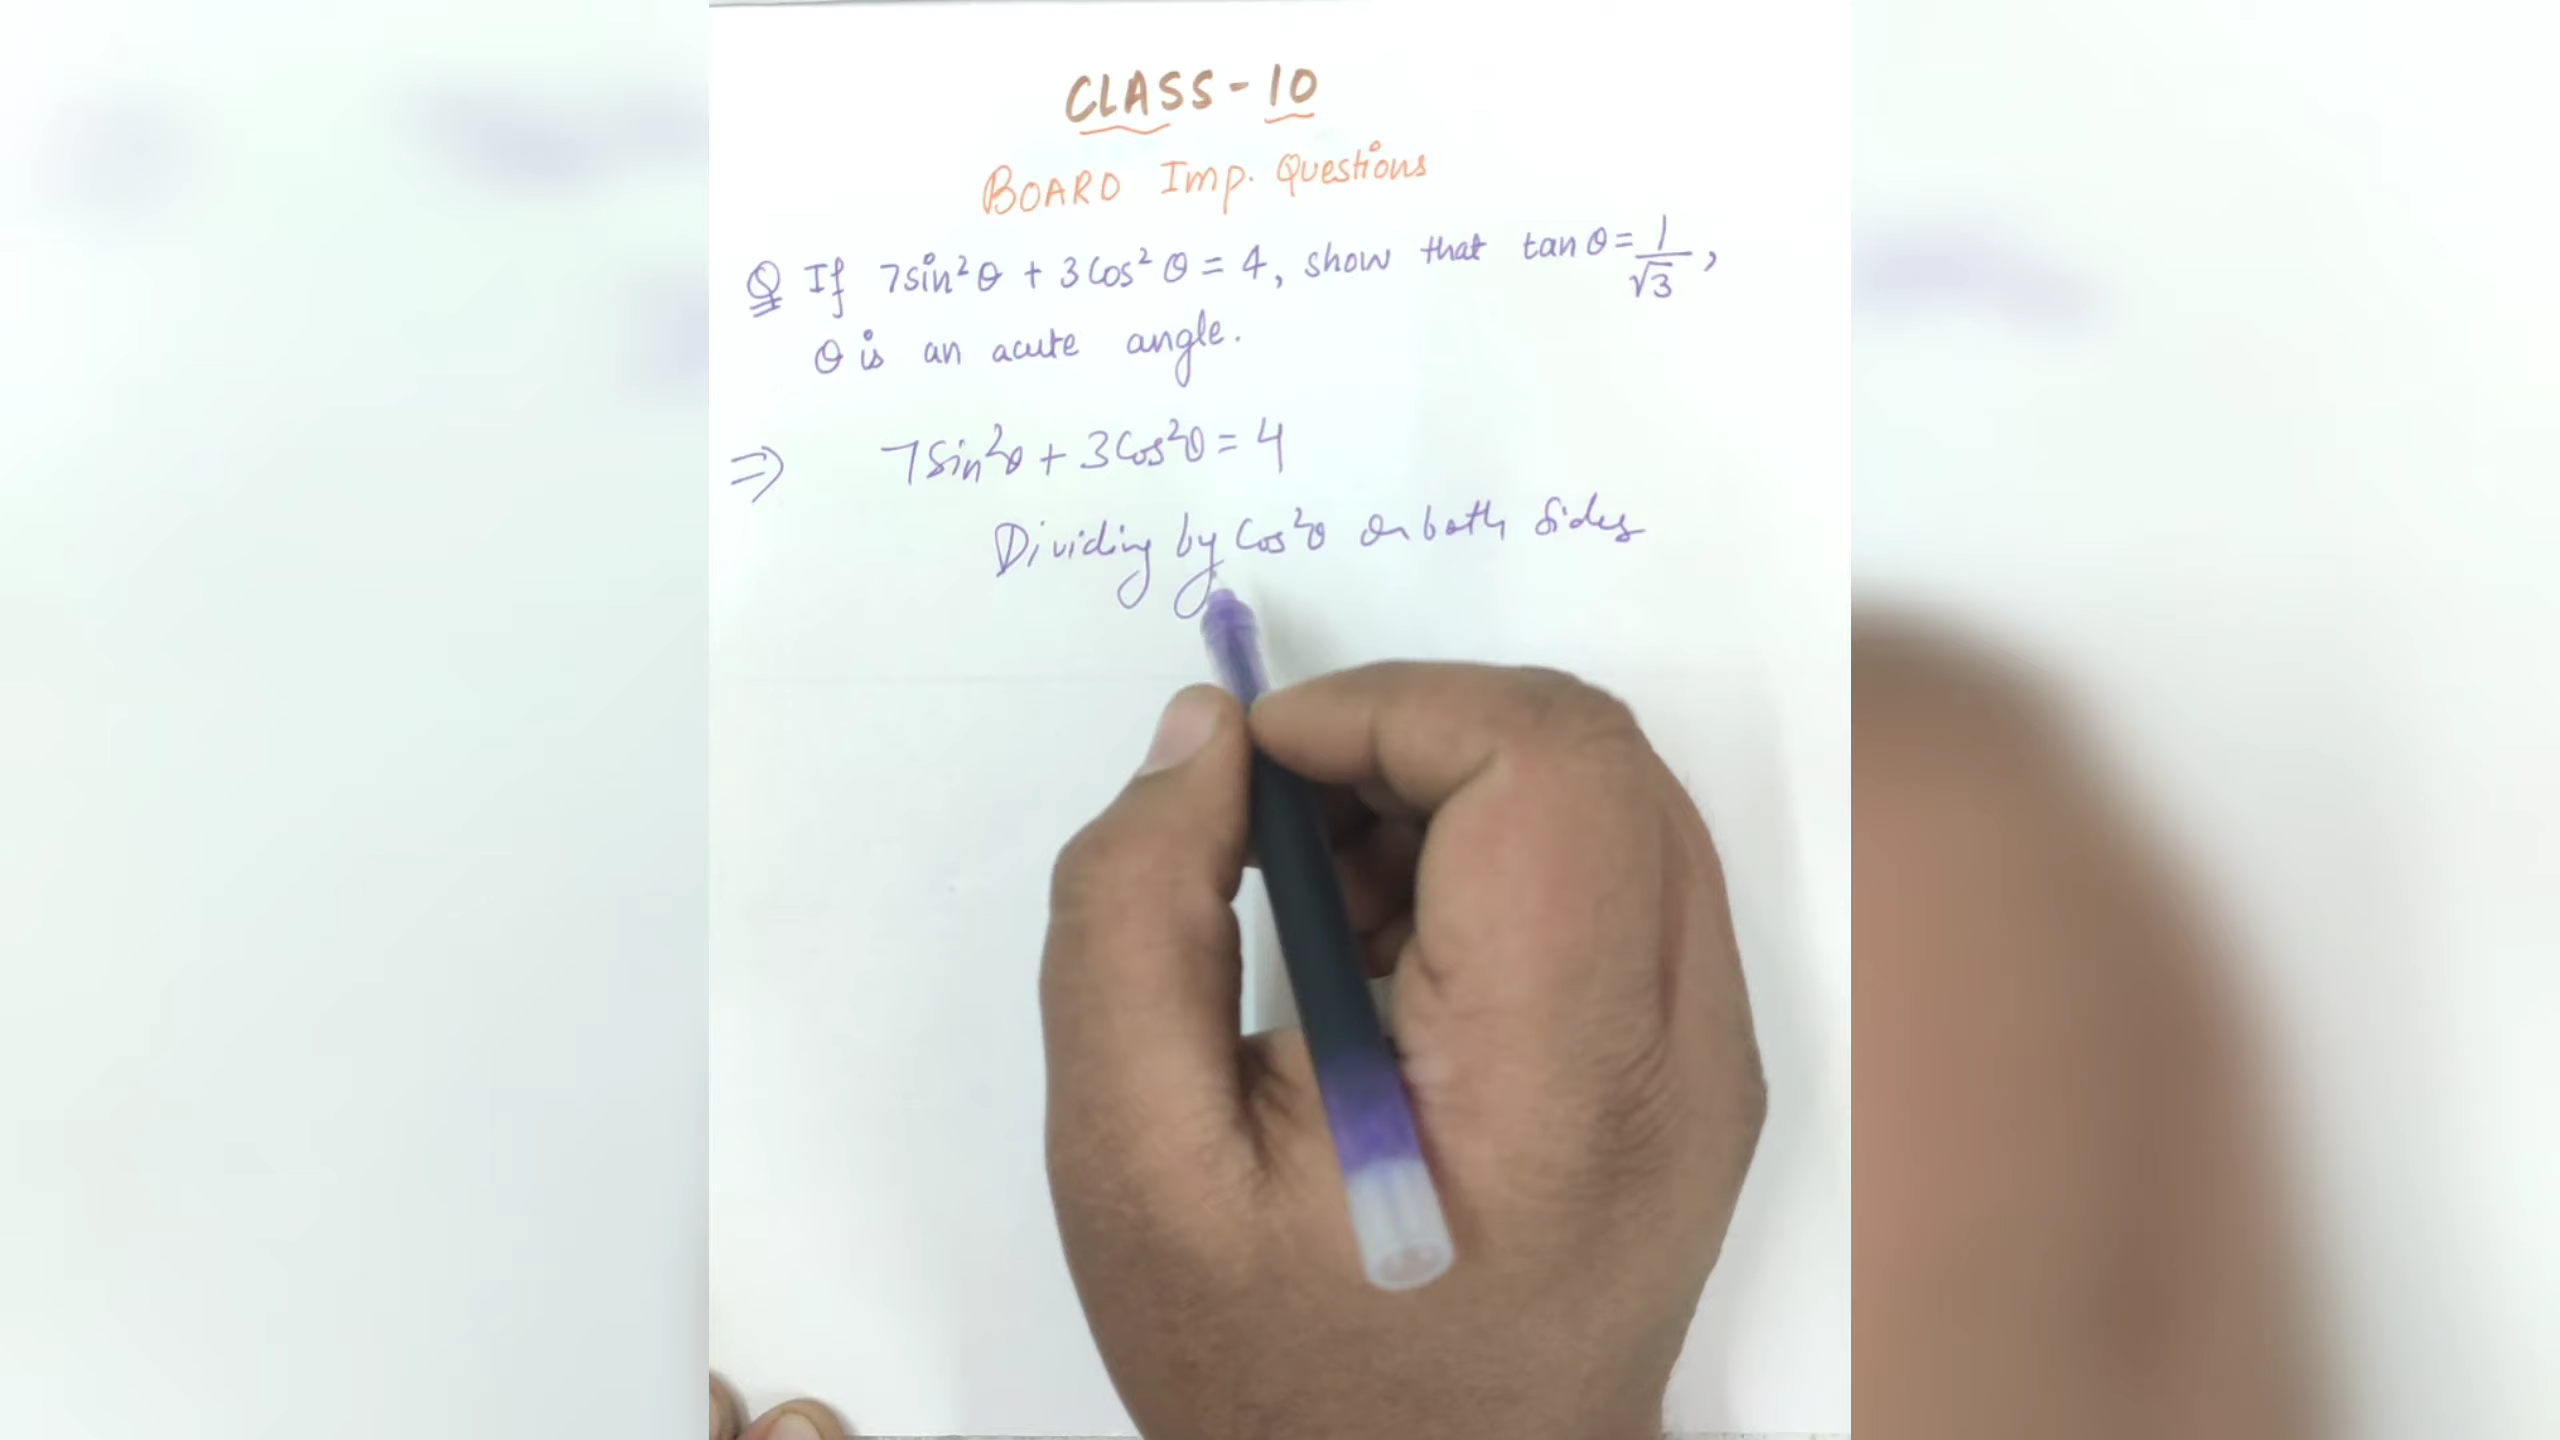 CLASS-10
BOARD Imp. Questions
Q If 7sin²θ + 3cos²θ = 4, show that tanθ = 1/√3,
θ is an acute angle.
⇒ 7sin²θ + 3cos²θ = 4
Dividing by cos²θ on both sides